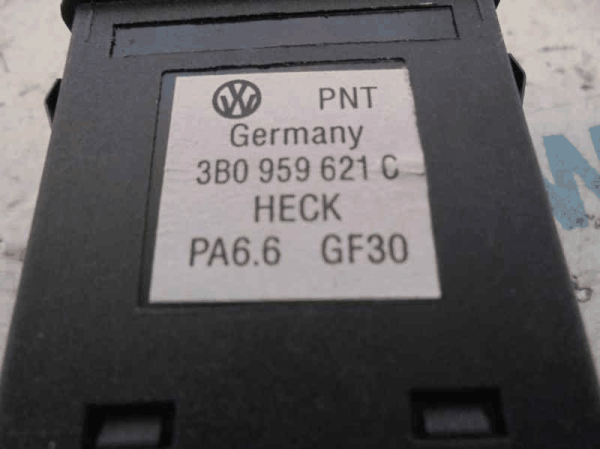 VW PNT
Germany
3B0 959 621 C
HECK
PA6.6 GF30
W